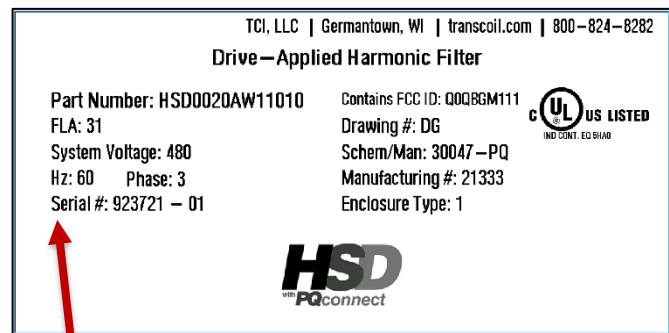 TCI, LLC | Germantown, WI | transcoil.com | 800-824-8282
Drive-Applied Harmonic Filter
Part Number: HSD0020AW11010
FLA: 31
System Voltage: 480
Hz: 60 Phase: 3
Serial #: 923721 - 01
Contains FCC ID: QOQBGM111
Drawing #: DG
Schem/Man: 30047-PQ
Manufacturing #: 21333
Enclosure Type: 1
C UL ® US LISTED
IND CONT. EQ 5HA0
HSD
with PQconnect